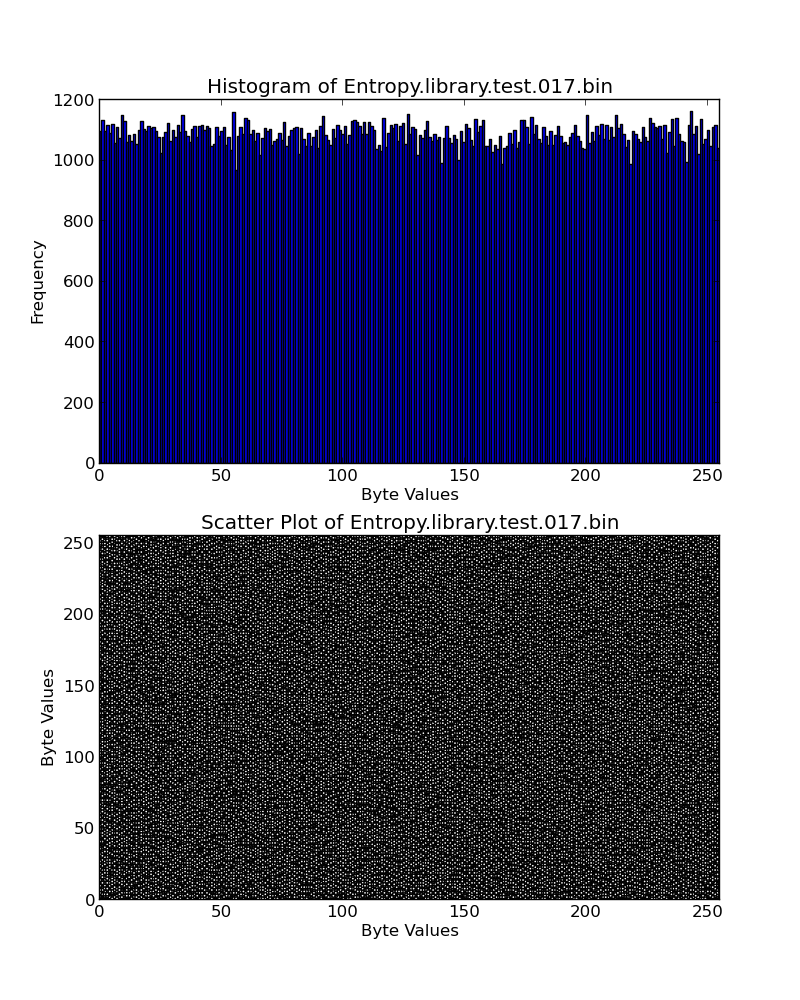 Histogram of Entropy.library.test.017.bin
1200
1000
800
600
400
200
0
Frequency
0 50 100 150 200 250
Byte Values
Scatter Plot of Entropy.library.test.017.bin
250
200
150
100
50
0
Byte Values
0 50 100 150 200 250
Byte Values